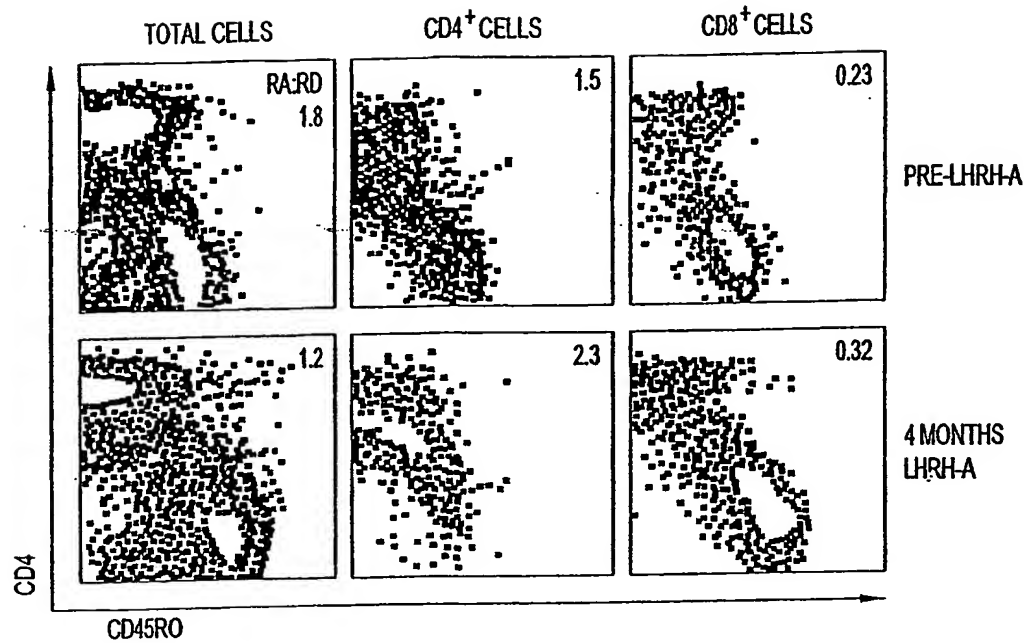 TOTAL CELLS
CD4+ CELLS
CD8+ CELLS
RA:RD
1.8
1.5
0.23
PRE-LHRH-A
1.2
2.3
0.32
4 MONTHS
LHRH-A
CD4
CD45RO